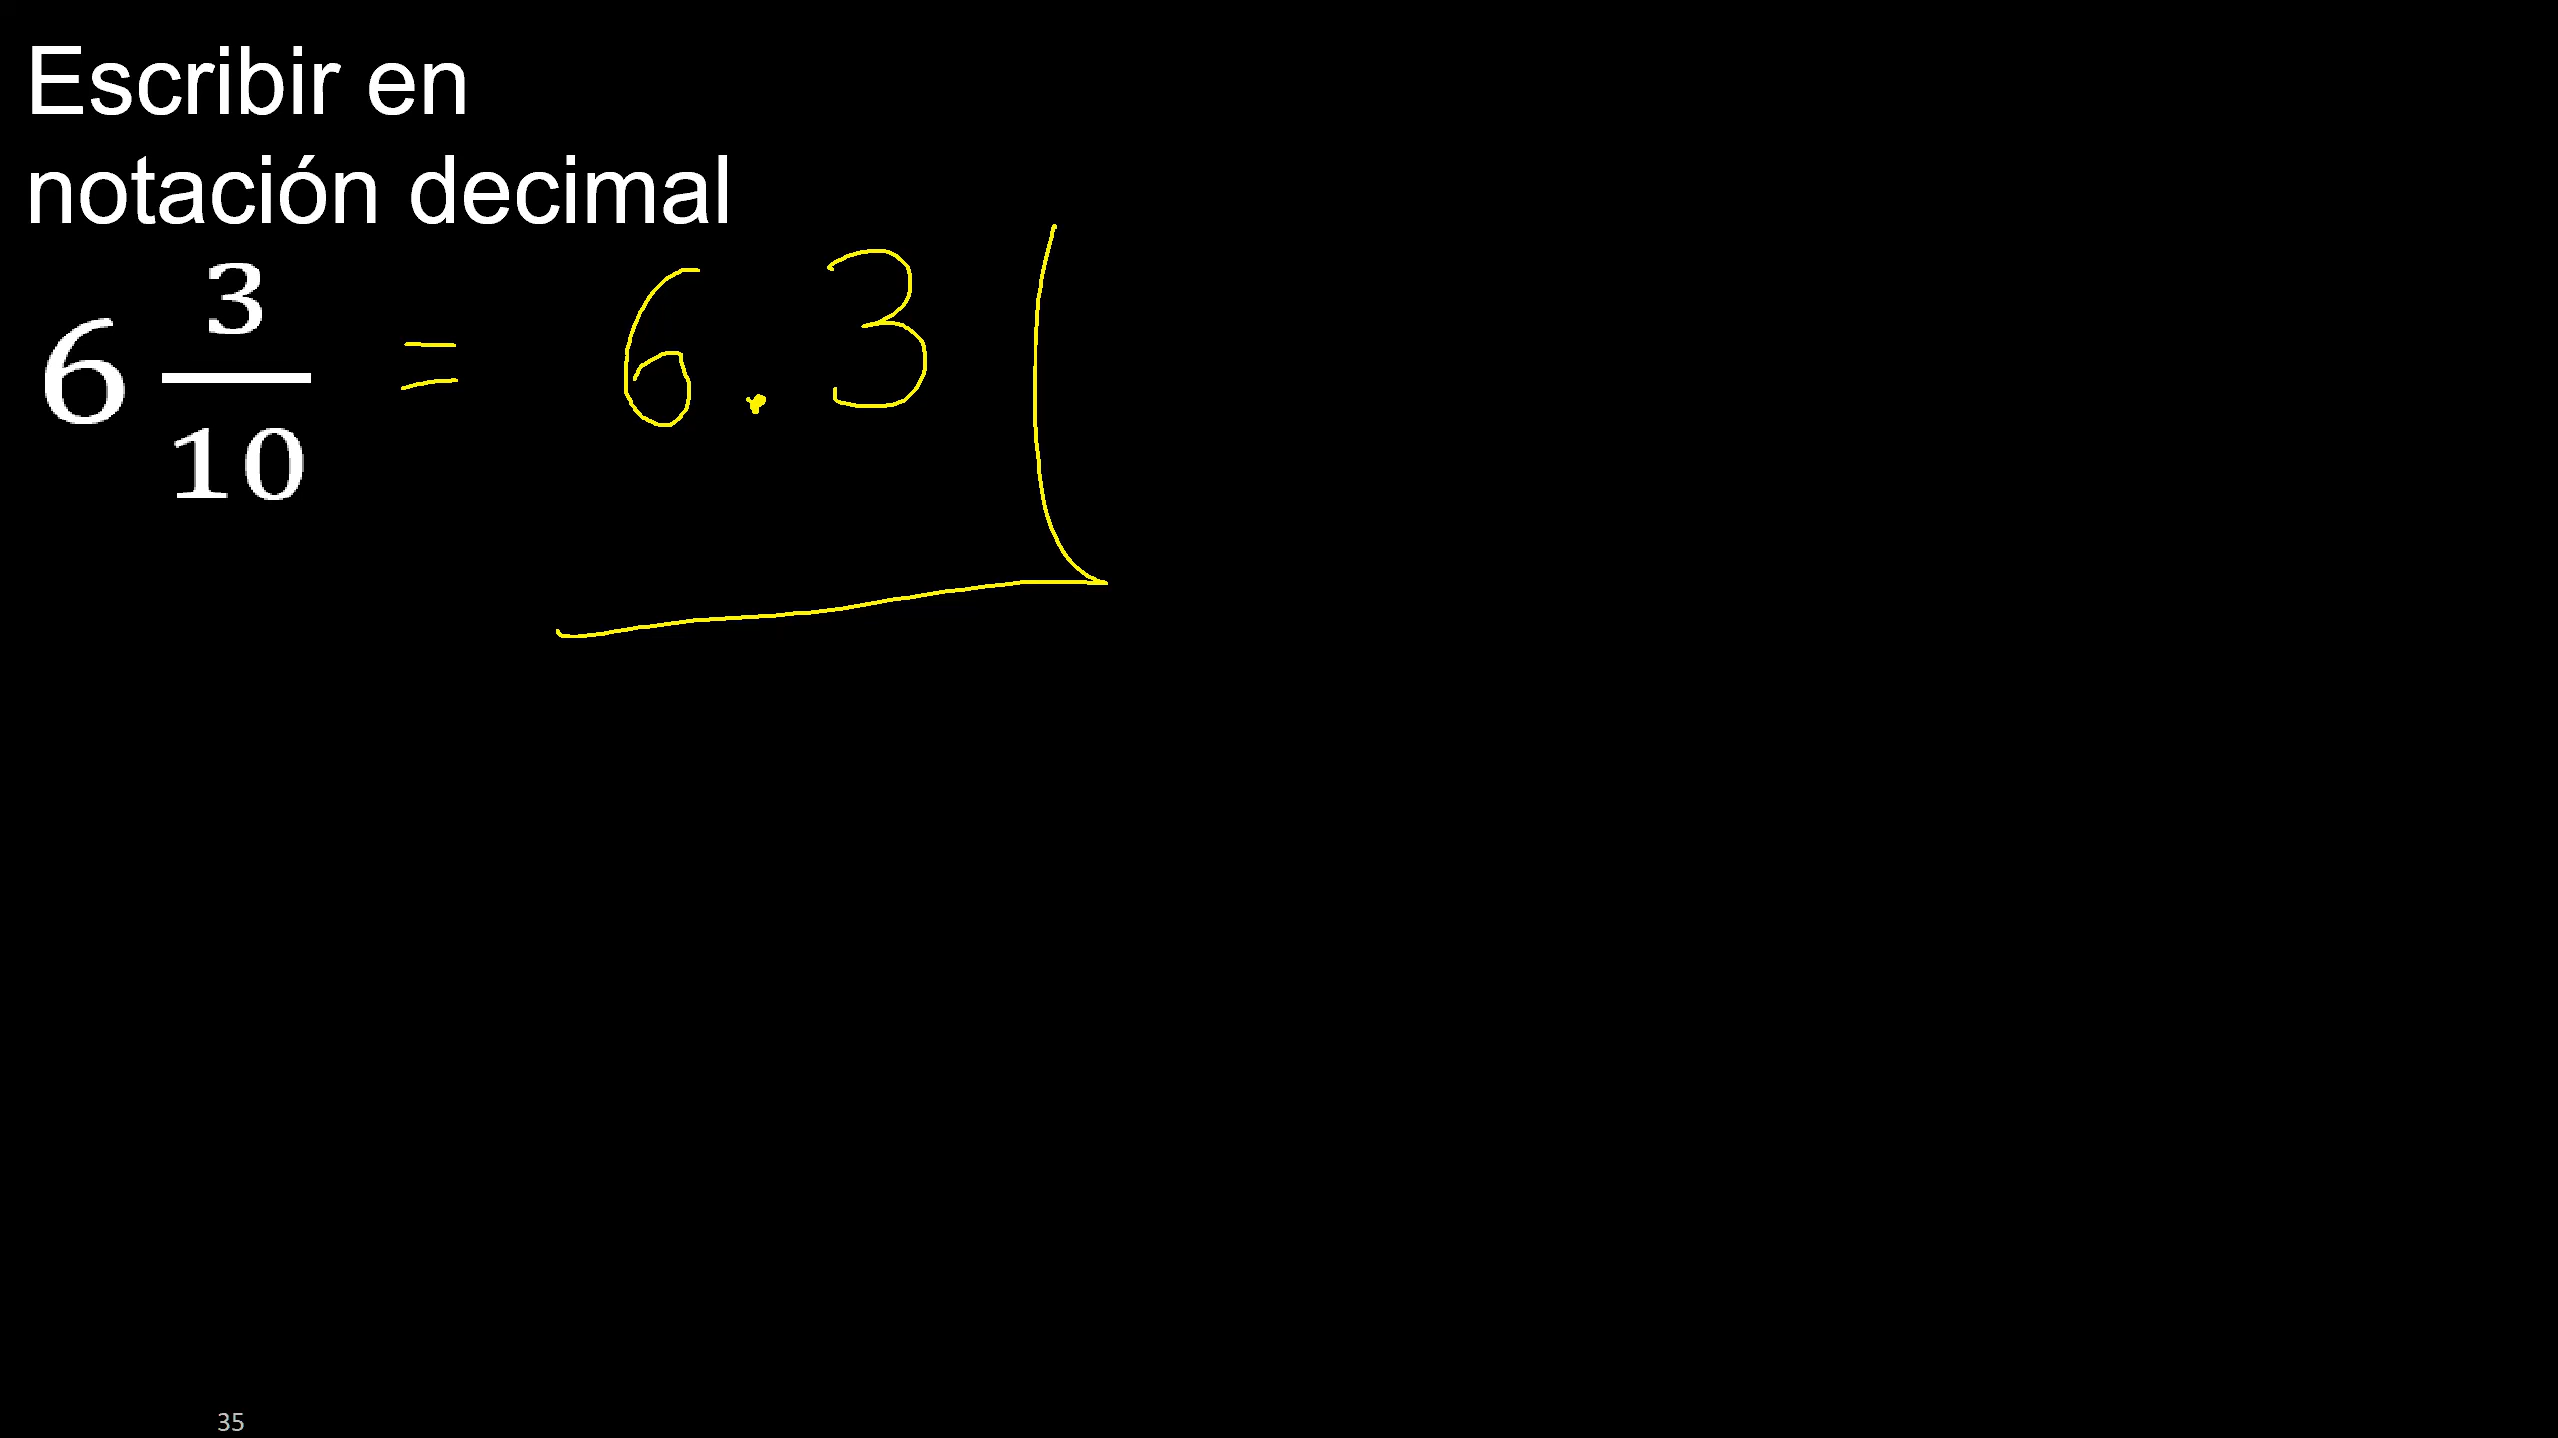 Escribir en
notación decimal
6 3/10 = 6.3
35